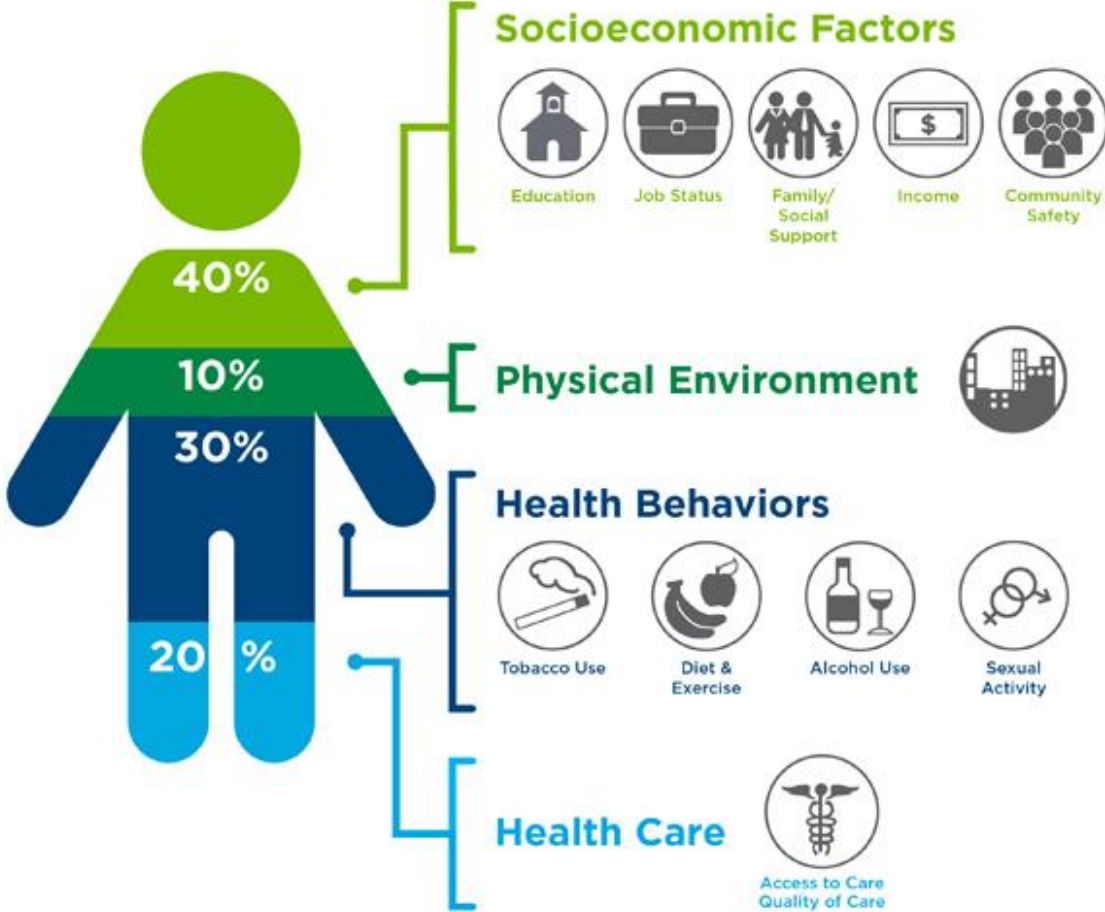 Socioeconomic Factors
$
Education
Job Status
Family/
Social
Support
Income
Community
Safety
40%
10%
Physical Environment
30%
Health Behaviors
Tobacco Use
Diet &
Exercise
Alcohol Use
Sexual
Activity
20 %
Health Care
Access to Care
Quality of Care